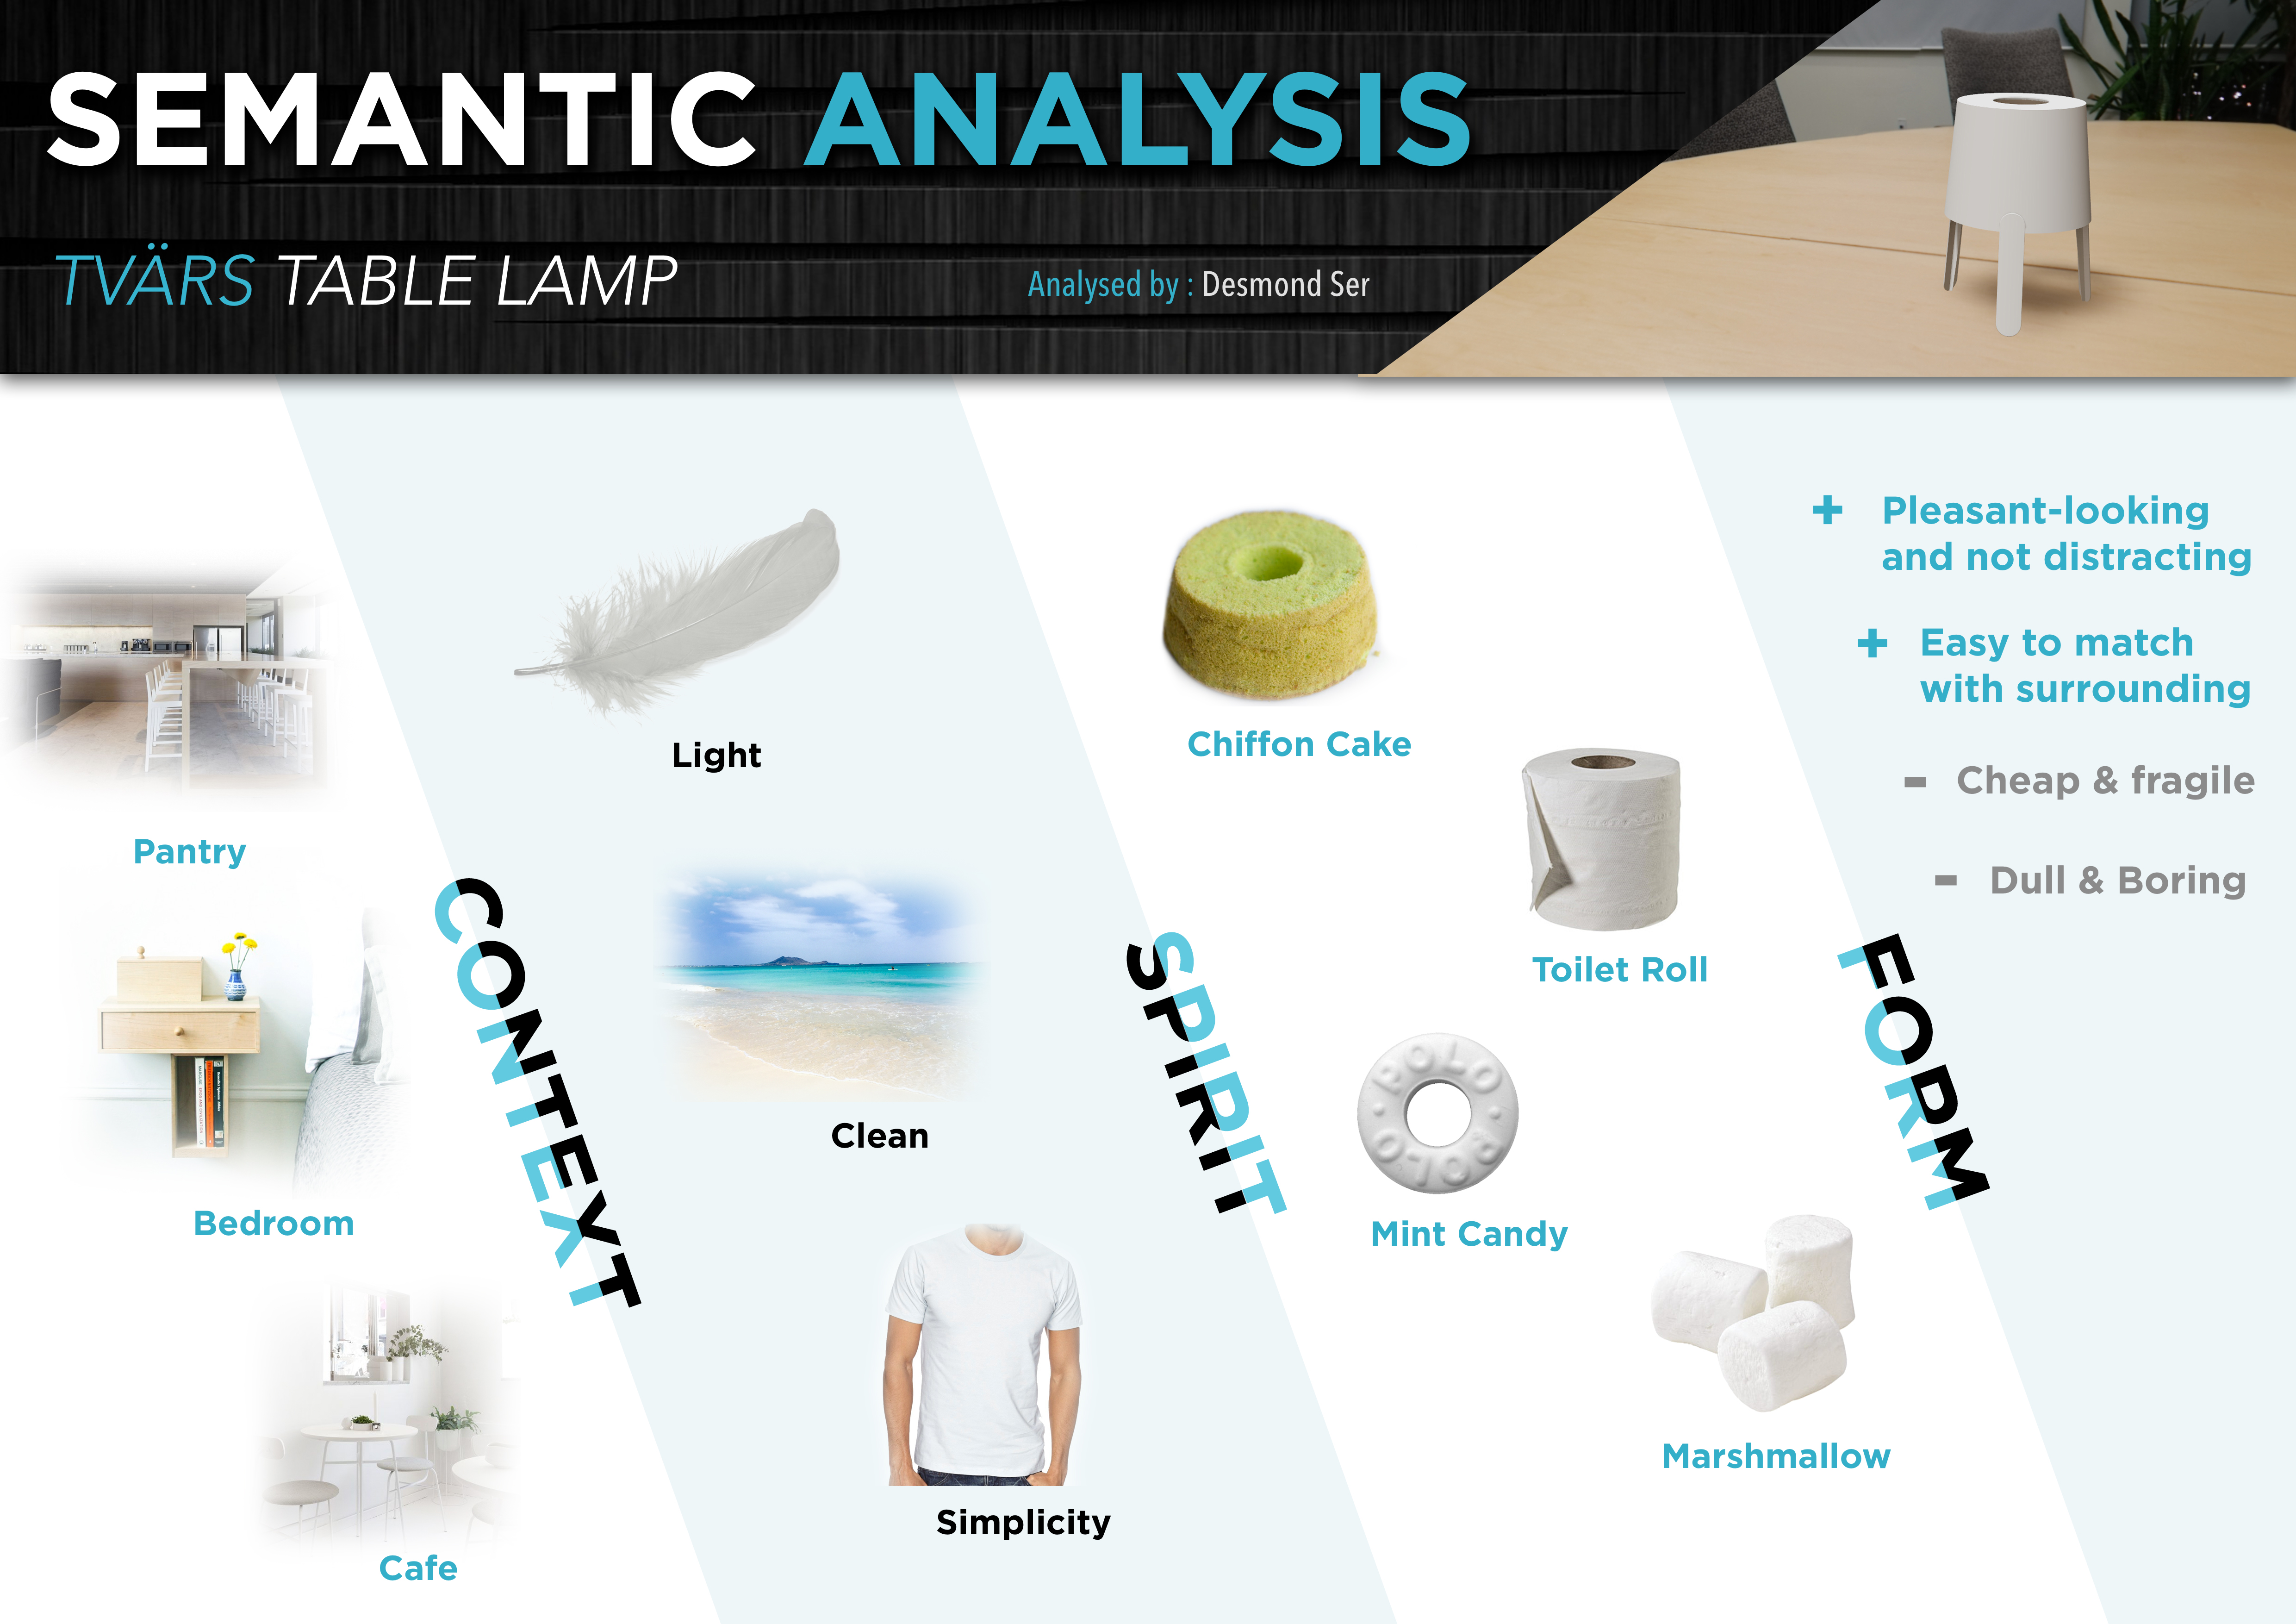 SEMANTIC ANALYSIS
TVÄRS TABLE LAMP
Analysed by : Desmond Ser
Pantry
Bedroom
Cafe
CONTEXT
Light
Clean
Simplicity
SPIRIT
Chiffon Cake
Toilet Roll
POLO
POLO
Mint Candy
Marshmallow
FORM
+ Pleasant-looking
and not distracting
+ Easy to match
with surrounding
- Cheap & fragile
- Dull & Boring